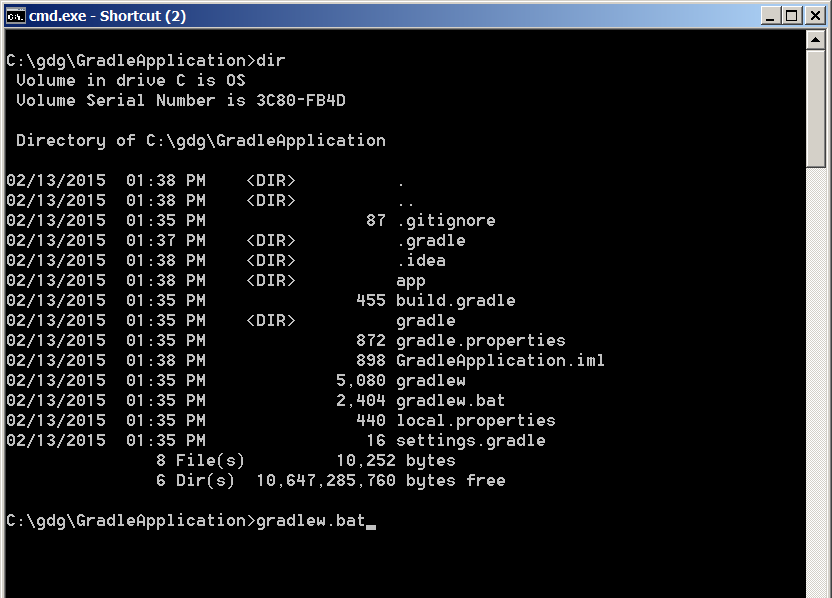 cmd.exe - Shortcut (2)
C:\gdg\GradleApplication>dir
 Volume in drive C is OS
 Volume Serial Number is 3C80-FB4D
 Directory of C:\gdg\GradleApplication
02/13/2015  01:38 PM    <DIR>          .
02/13/2015  01:38 PM    <DIR>          ..
02/13/2015  01:35 PM                87 .gitignore
02/13/2015  01:37 PM    <DIR>          .gradle
02/13/2015  01:38 PM    <DIR>          .idea
02/13/2015  01:38 PM    <DIR>          app
02/13/2015  01:35 PM               455 build.gradle
02/13/2015  01:35 PM    <DIR>          gradle
02/13/2015  01:35 PM               872 gradle.properties
02/13/2015  01:38 PM               898 GradleApplication.iml
02/13/2015  01:35 PM             5,080 gradlew
02/13/2015  01:35 PM             2,404 gradlew.bat
02/13/2015  01:35 PM               440 local.properties
02/13/2015  01:35 PM                16 settings.gradle
               8 File(s)         10,252 bytes
               6 Dir(s)  10,647,285,760 bytes free
C:\gdg\GradleApplication>gradlew.bat_